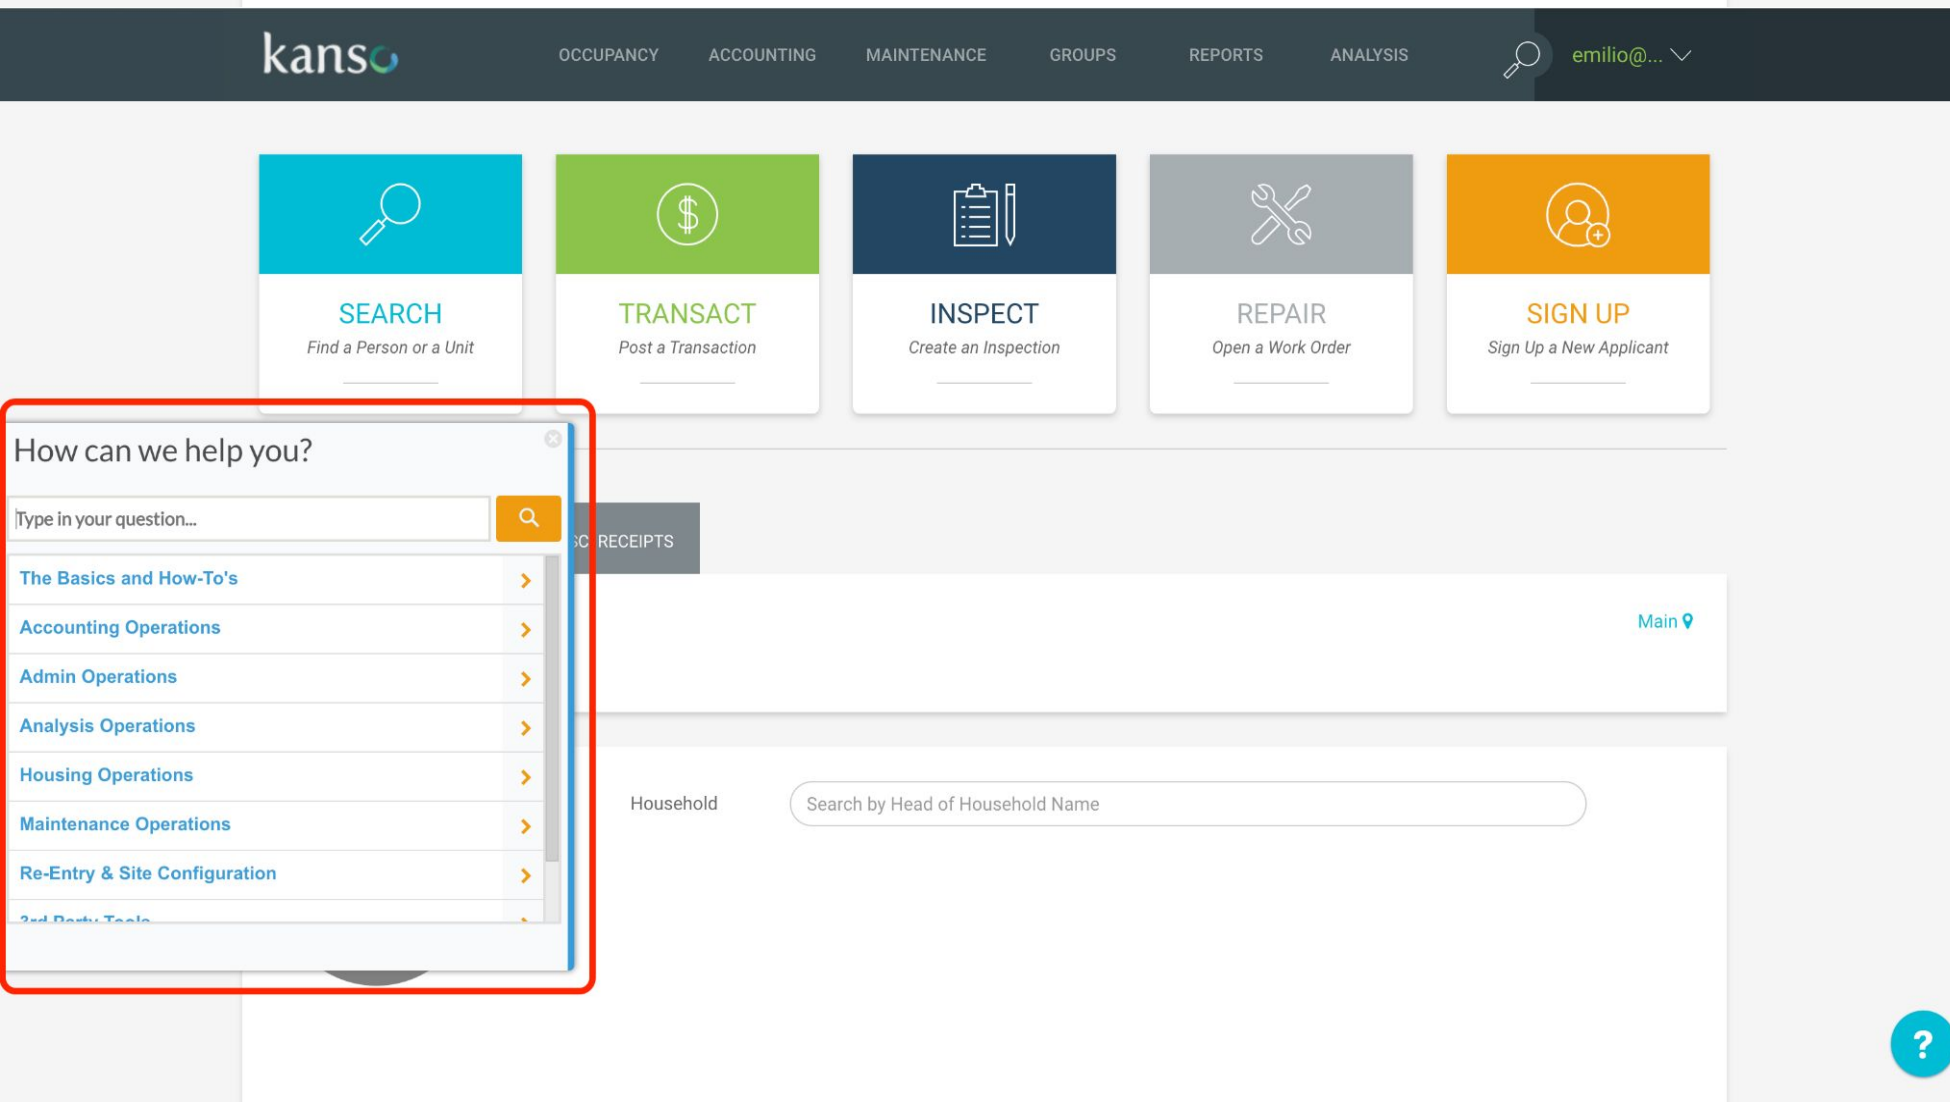 kanso
OCCUPANCY ACCOUNTING MAINTENANCE GROUPS REPORTS ANALYSIS emilio@...
SEARCH
Find a Person or a Unit
TRANSACT
Post a Transaction
INSPECT
Create an Inspection
REPAIR
Open a Work Order
SIGN UP
Sign Up a New Applicant
How can we help you?
Type in your question...
The Basics and How-To's
Accounting Operations
Admin Operations
Analysis Operations
Housing Operations
Maintenance Operations
Re-Entry & Site Configuration
3rd Party Tools
RECEIPTS
Main
Household Search by Head of Household Name
?